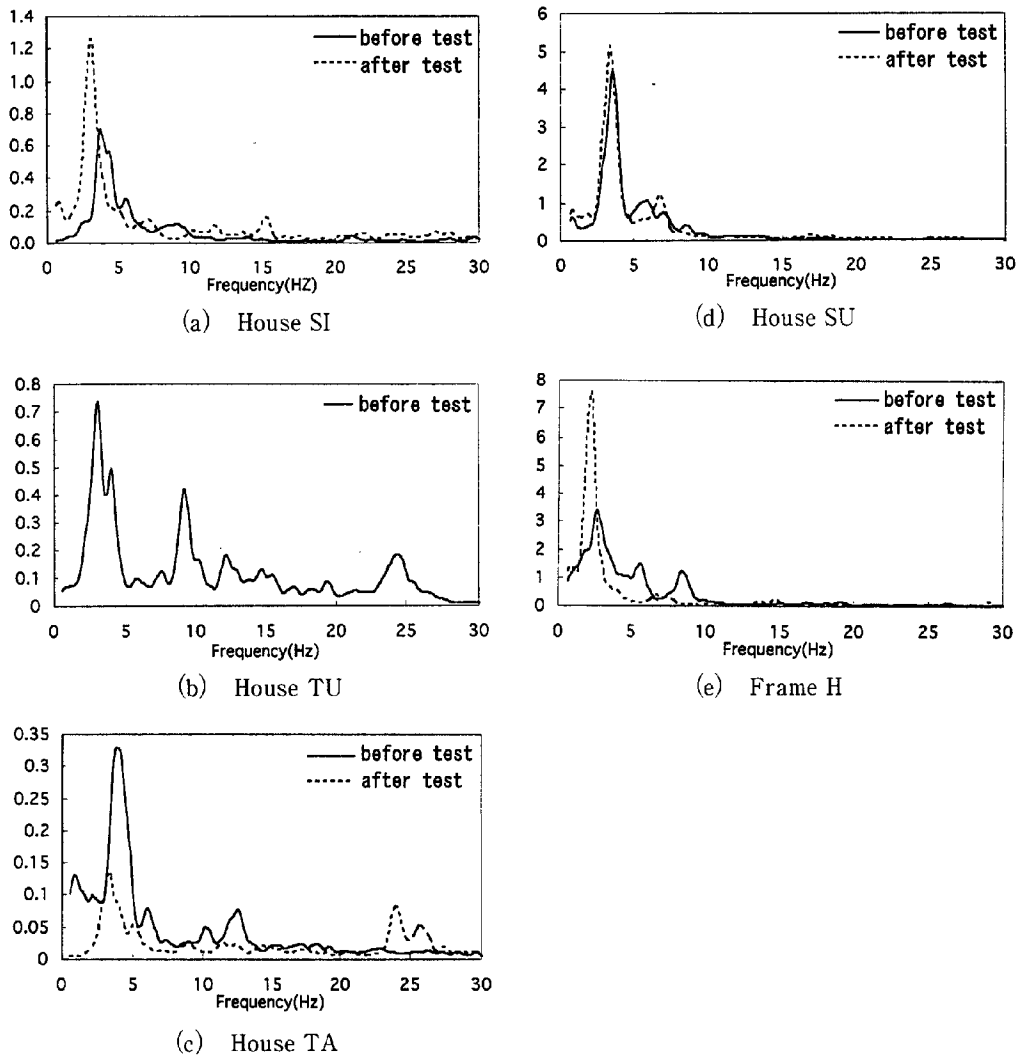 1.4
1.2
1.0
0.8
0.6
0.4
0.2
0.0
before test
after test
0 5 10 15 20 25 30
Frequency(HZ)
(a) House SI
0.8
0.7
0.6
0.5
0.4
0.3
0.2
0.1
0
before test
0 5 10 15 20 25 30
Frequency(Hz)
(b) House TU
0.35
0.3
0.25
0.2
0.15
0.1
0.05
0
before test
after test
0 5 10 15 20 25 30
Frequency(Hz)
(c) House TA
6
5
4
3
2
1
0
before test
after test
0 5 10 15 20 25 30
Frequency(Hz)
(d) House SU
8
7
6
5
4
3
2
1
0
before test
after test
0 5 10 15 20 25 30
Frequency(Hz)
(e) Frame H